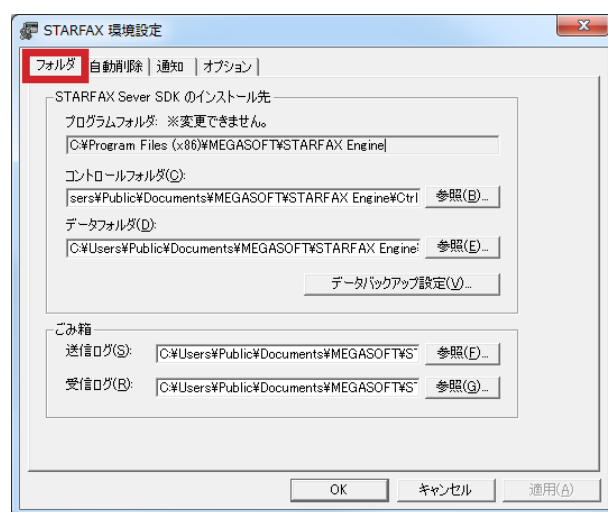 STARFAX 環境設定
フォルダ 自動削除 通知 オプション
STARFAX Sever SDK のインストール先
プログラムフォルダ: ※変更できません。
C:¥Program Files (x86)¥MEGASOFT¥STARFAX Engine
コントロールフォルダ(C):
sers¥Public¥Documents¥MEGASOFT¥STARFAX Engine¥Ctrl 参照(B)...
データフォルダ(D):
C:¥Users¥Public¥Documents¥MEGASOFT¥STARFAX Engine 参照(E)...
データバックアップ設定(V)...
ごみ箱
送信ログ(S): C:¥Users¥Public¥Documents¥MEGASOFT¥S 参照(F)...
受信ログ(R): C:¥Users¥Public¥Documents¥MEGASOFT¥S 参照(G)...
OK キャンセル 適用(A)